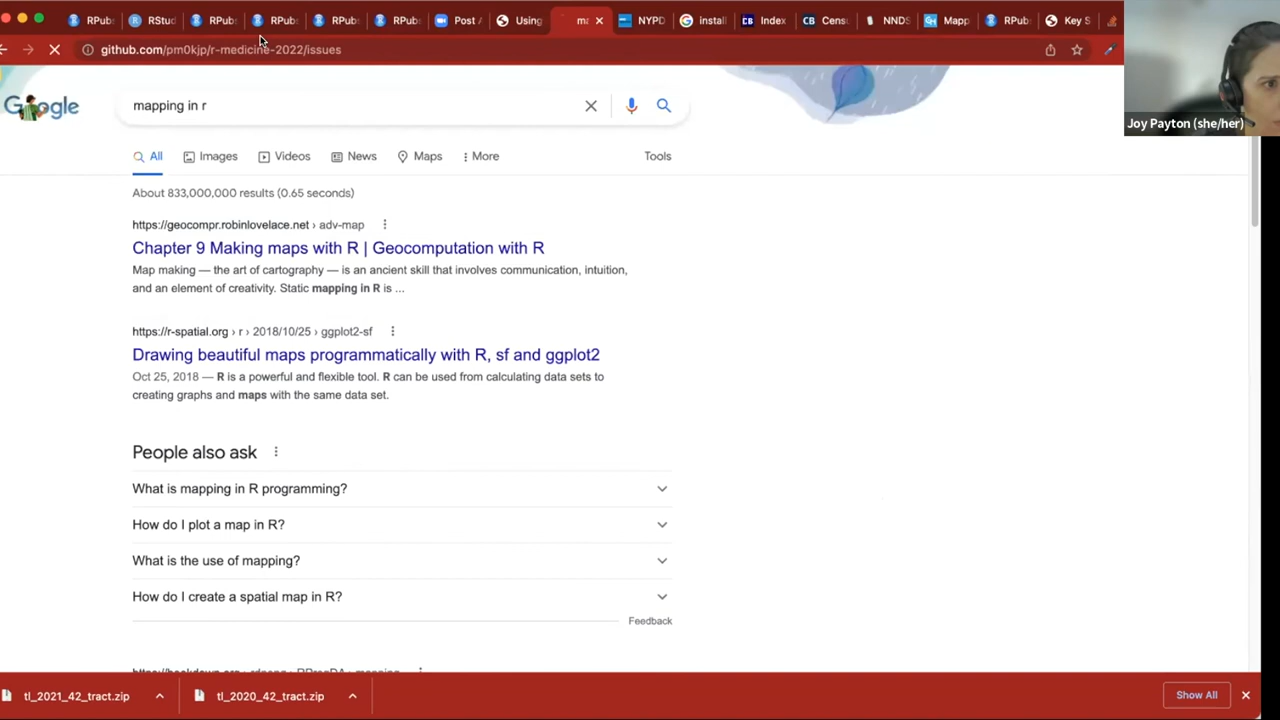 RPub:
RStud
RPub:
RPub:
RPub:
RPub:
Post /
Using
ma
NYPD
install
Index
Censu
NNDS
Mapp
RPub:
Key S
github.com/pm0kjp/r-medicine-2022/issues
Google
mapping in r
All
Images
Videos
News
Maps
More
Tools
About 833,000,000 results (0.65 seconds)
https://geocompr.robinlovelace.net › adv-map
Chapter 9 Making maps with R | Geocomputation with R
Map making — the art of cartography — is an ancient skill that involves communication, intuition,
and an element of creativity. Static mapping in R is ...
https://r-spatial.org › r › 2018/10/25 › ggplot2-sf
Drawing beautiful maps programmatically with R, sf and ggplot2
Oct 25, 2018 — R is a powerful and flexible tool. R can be used from calculating data sets to
creating graphs and maps with the same data set.
People also ask
What is mapping in R programming?
How do I plot a map in R?
What is the use of mapping?
How do I create a spatial map in R?
Feedback
tl_2021_42_tract.zip
tl_2020_42_tract.zip
Show All
Joy Payton (she/her)